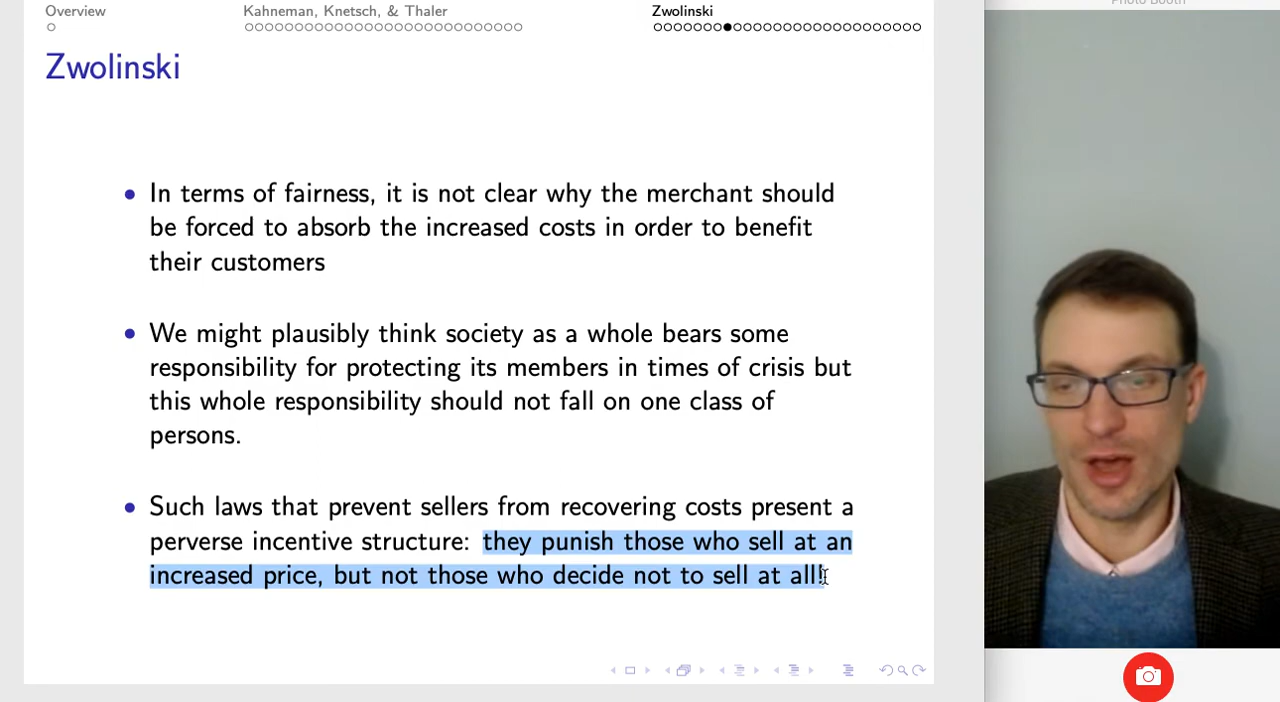 Overview
Kahneman, Knetsch, & Thaler
Zwolinski
Photo Booth
Zwolinski
In terms of fairness, it is not clear why the merchant should
be forced to absorb the increased costs in order to benefit
their customers
We might plausibly think society as a whole bears some
responsibility for protecting its members in times of crisis but
this whole responsibility should not fall on one class of
persons.
Such laws that prevent sellers from recovering costs present a
perverse incentive structure: they punish those who sell at an
increased price, but not those who decide not to sell at all!